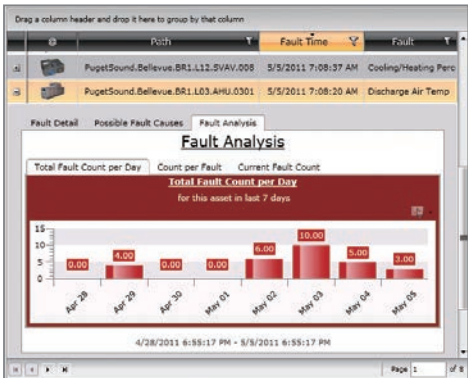 Drag a column header and drop it here to group by that column
Path Fault Time Fault
PugetSound.Bellevue.BR1.L12.SVAV.006 5/5/2011 7:08:37 AM Cooling/Heating Perc
PugetSound.Bellevue.BR1.L03.AHU.0301 5/5/2011 7:08:20 AM Discharge Air Temp
Fault Detail Possible Fault Causes Fault Analysis
Fault Analysis
Total Fault Count per Day Count per Fault Current Fault Count
Total Fault Count per Day
for this asset in last 7 days
15
10
5
0
0.00 4.00 0.00 0.00 6.00 10.00 5.00 3.00
Apr 28 Apr 29 Apr 30 May 01 May 02 May 03 May 04 May 05
4/28/2011 6:55:17 PM - 5/5/2011 6:55:17 PM
Page 1 of 8